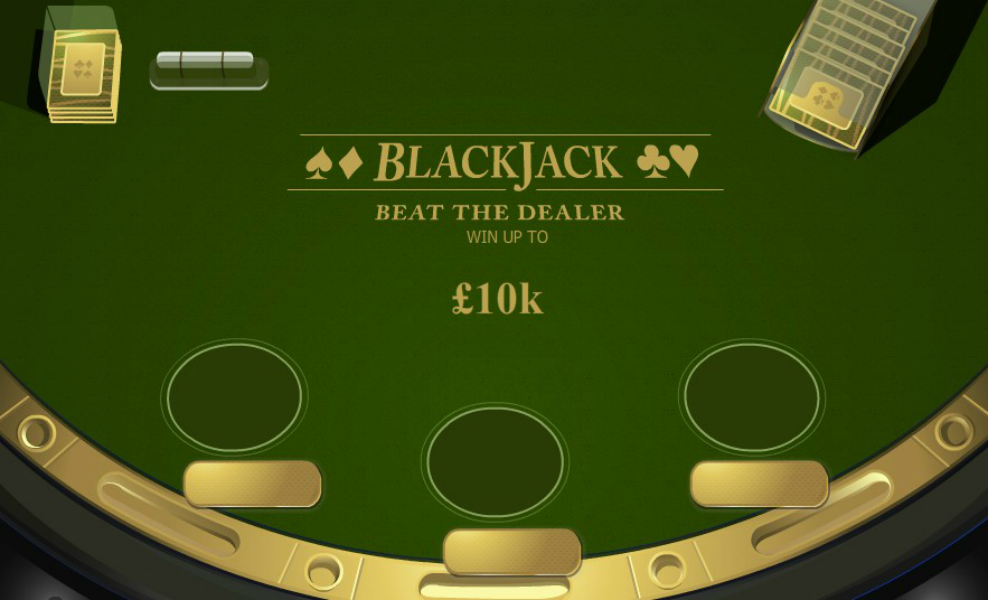 BLACKJACK
BEAT THE DEALER
WIN UP TO
£10k